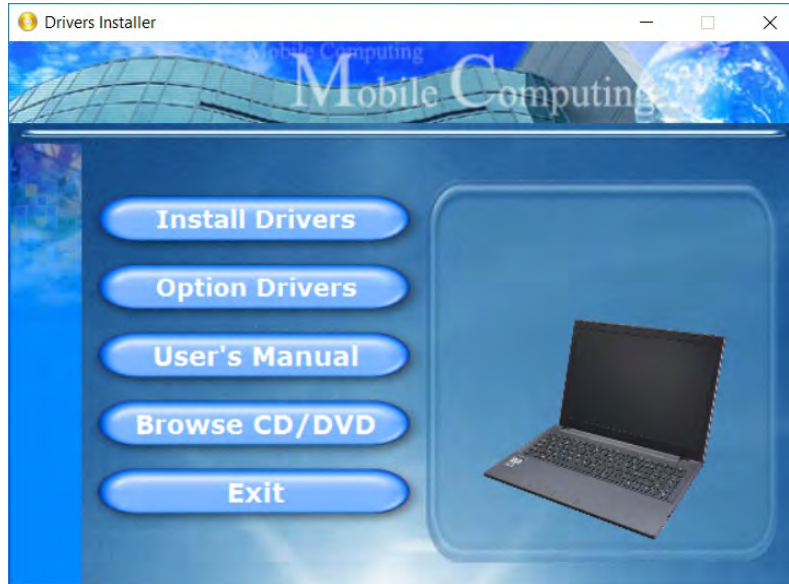 Drivers Installer
Mobile Computing
Mobile Computing
Install Drivers
Option Drivers
User's Manual
Browse CD/DVD
Exit